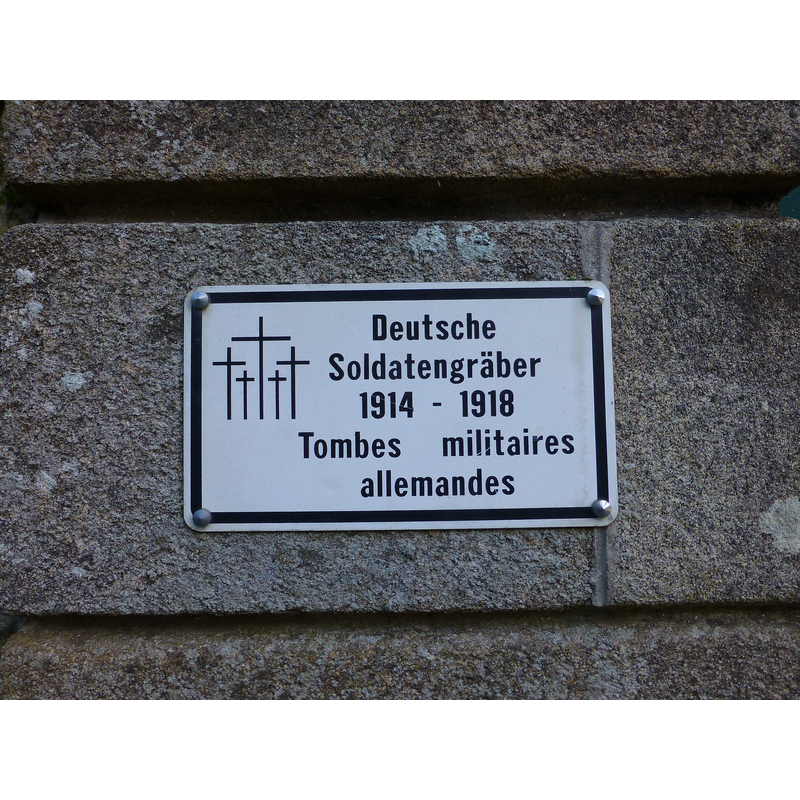 Deutsche
Soldatengräber
1914 - 1918
Tombes militaires
allemandes